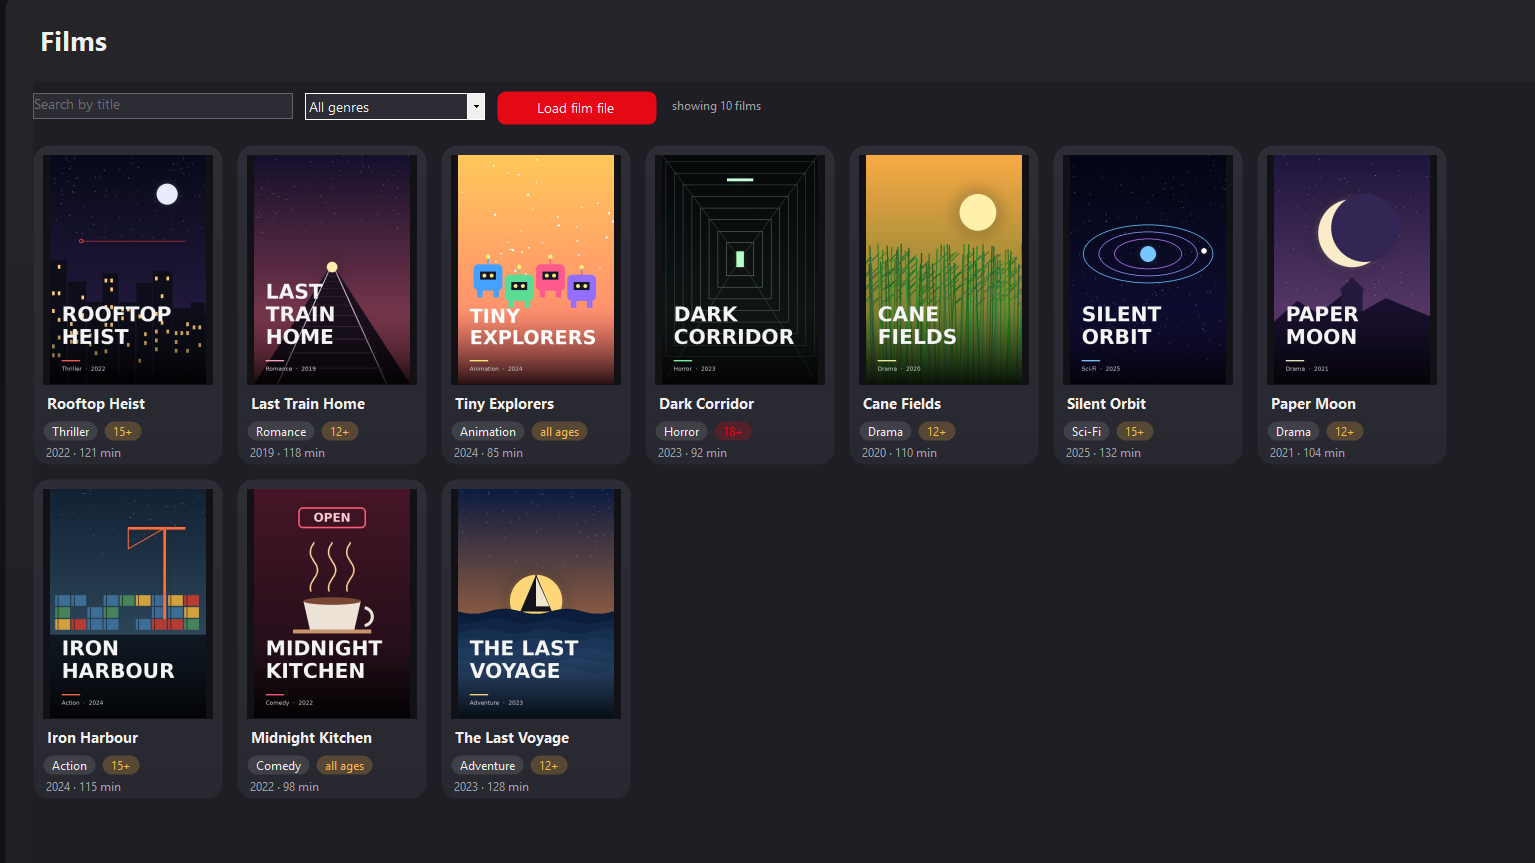 Films
Search by title
All genres
Load film file
showing 10 films
ROOFTOP
HEIST
Thriller · 2022
Rooftop Heist
Thriller 15+
2022 · 121 min
LAST
TRAIN
HOME
Romance · 2019
Last Train Home
Romance 12+
2019 · 118 min
TINY
EXPLORERS
Animation · 2024
Tiny Explorers
Animation all ages
2024 · 85 min
DARK
CORRIDOR
Horror · 2023
Dark Corridor
Horror 18+
2023 · 92 min
CANE
FIELDS
Drama · 2020
Cane Fields
Drama 12+
2020 · 110 min
SILENT
ORBIT
Sci-Fi · 2025
Silent Orbit
Sci-Fi 15+
2025 · 132 min
PAPER
MOON
Drama · 2021
Paper Moon
Drama 12+
2021 · 104 min
IRON
HARBOUR
Action · 2024
Iron Harbour
Action 15+
2024 · 115 min
OPEN
MIDNIGHT
KITCHEN
Comedy · 2022
Midnight Kitchen
Comedy all ages
2022 · 98 min
THE LAST
VOYAGE
Adventure · 2023
The Last Voyage
Adventure 12+
2023 · 128 min